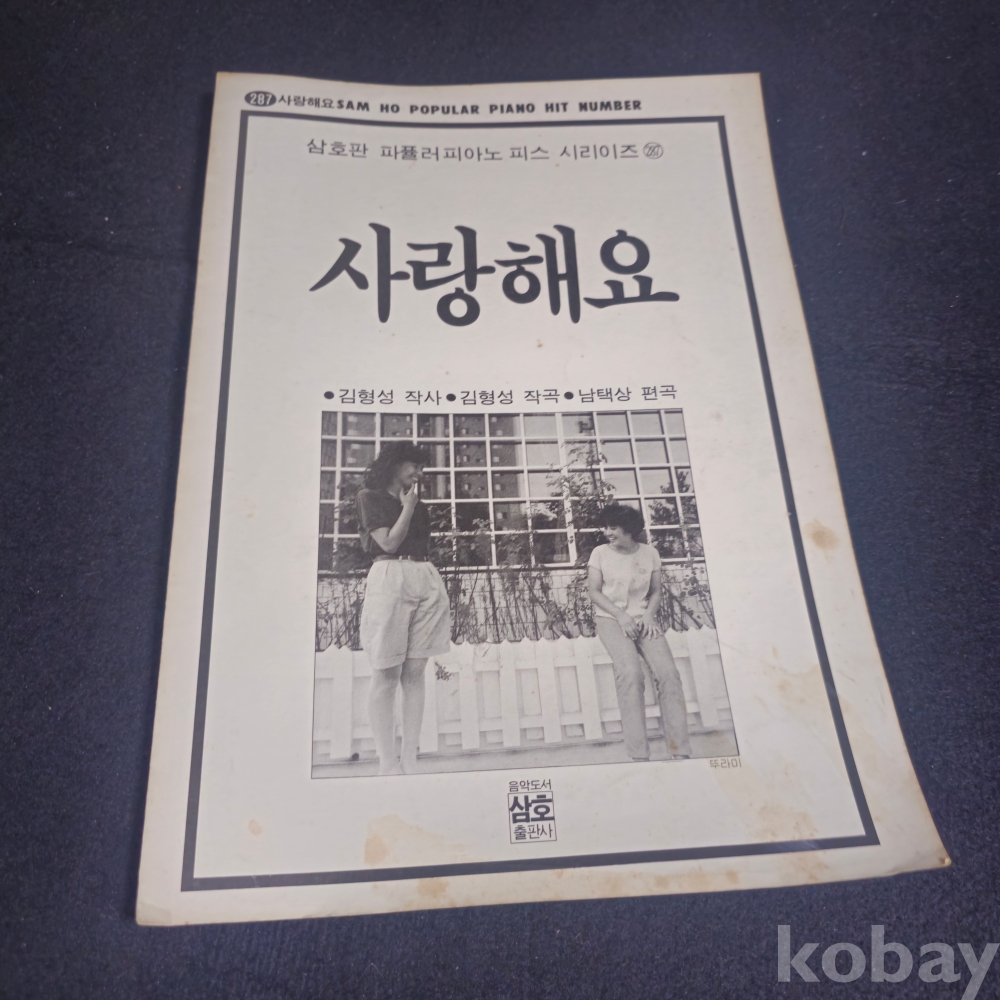 287 사랑해요 SAM HO POPULAR PIANO HIT NUMBER
삼호판 파퓰러피아노 피스 시리이즈 287
사랑해요
●김형성 작사 ●김형성 작곡 ●남택상 편곡
뚜라미
음악도서
삼호
출판사
kobay